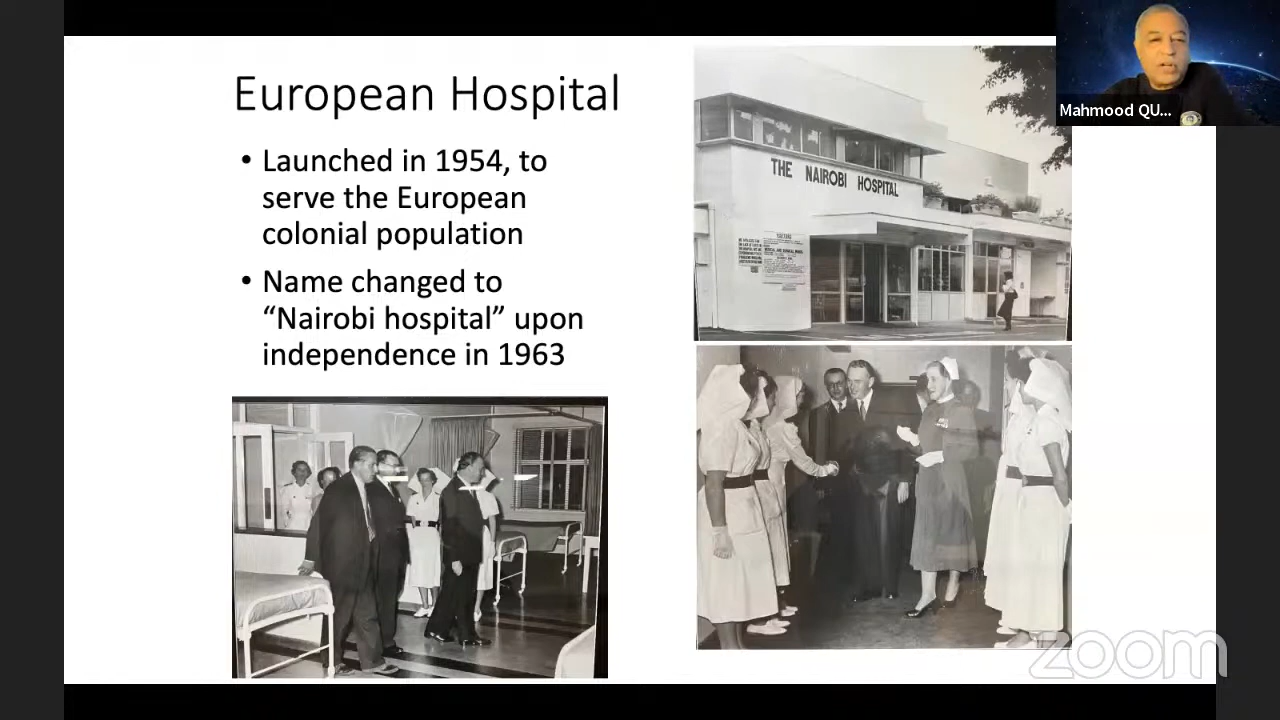 European Hospital
• Launched in 1954, to
serve the European
colonial population
• Name changed to
“Nairobi hospital” upon
independence in 1963
THE NAIROBI HOSPITAL
Mahmood QU...
zoom